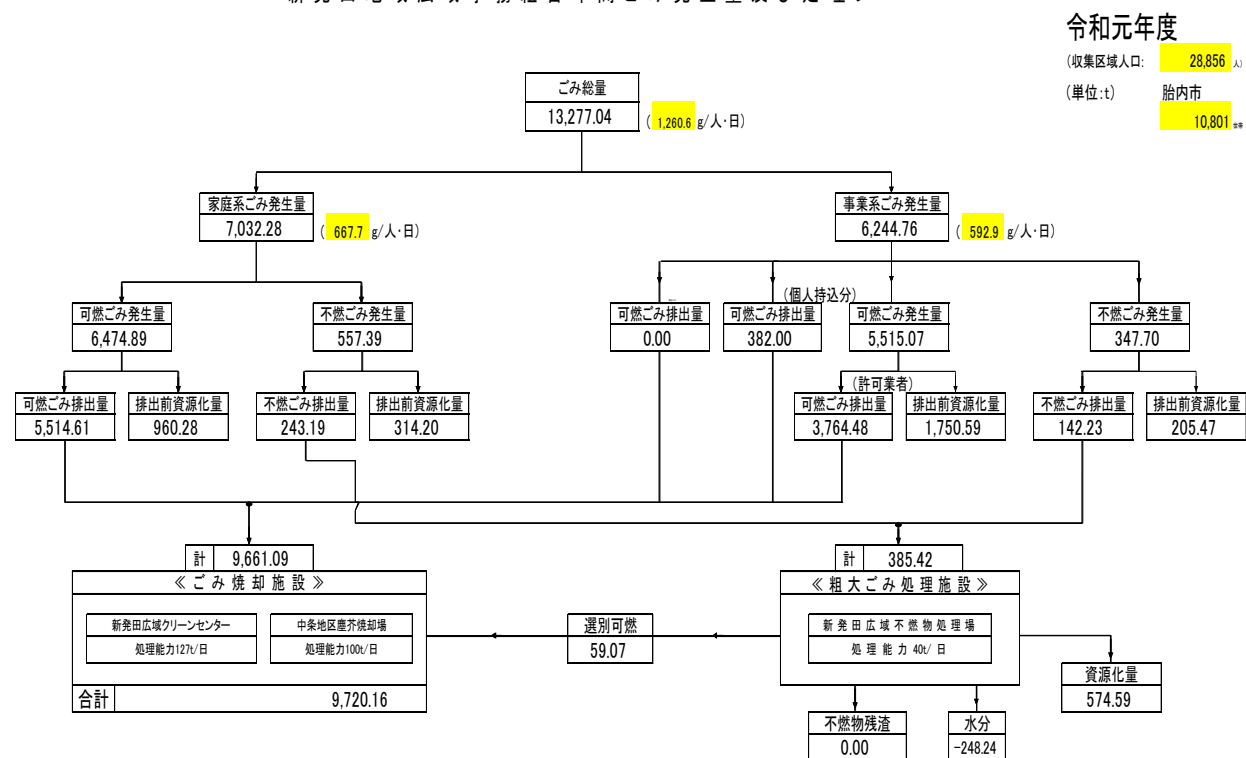 令和元年度
(収集区域人口: 28,856 人)
(単位:t) 胎内市
10,801 世帯
ごみ総量
13,277.04 ( 1,260.6 g/人・日)
家庭系ごみ発生量 事業系ごみ発生量
7,032.28 ( 667.7 g/人・日) 6,244.76 ( 592.9 g/人・日)
(個人持込分)
可燃ごみ発生量 不燃ごみ発生量 可燃ごみ排出量 可燃ごみ排出量 可燃ごみ発生量 不燃ごみ発生量
6,474.89 557.39 0.00 382.00 5,515.07 347.70
(許可業者)
可燃ごみ排出量 排出前資源化量 不燃ごみ排出量 排出前資源化量 可燃ごみ排出量 排出前資源化量 不燃ごみ排出量 排出前資源化量
5,514.61 960.28 243.19 314.20 3,764.48 1,750.59 142.23 205.47
計 9,661.09 計 385.42
≪ごみ焼却施設≫ ≪粗大ごみ処理施設≫
新発田広域クリーンセンター 中条地区塵芥焼却場 選別可燃 新発田広域不燃物処理場
処理能力127t/日 処理能力100t/日 59.07 処理能力 40t/日
合計 9,720.16
資源化量
574.59
不燃物残渣 水分
0.00 -248.24